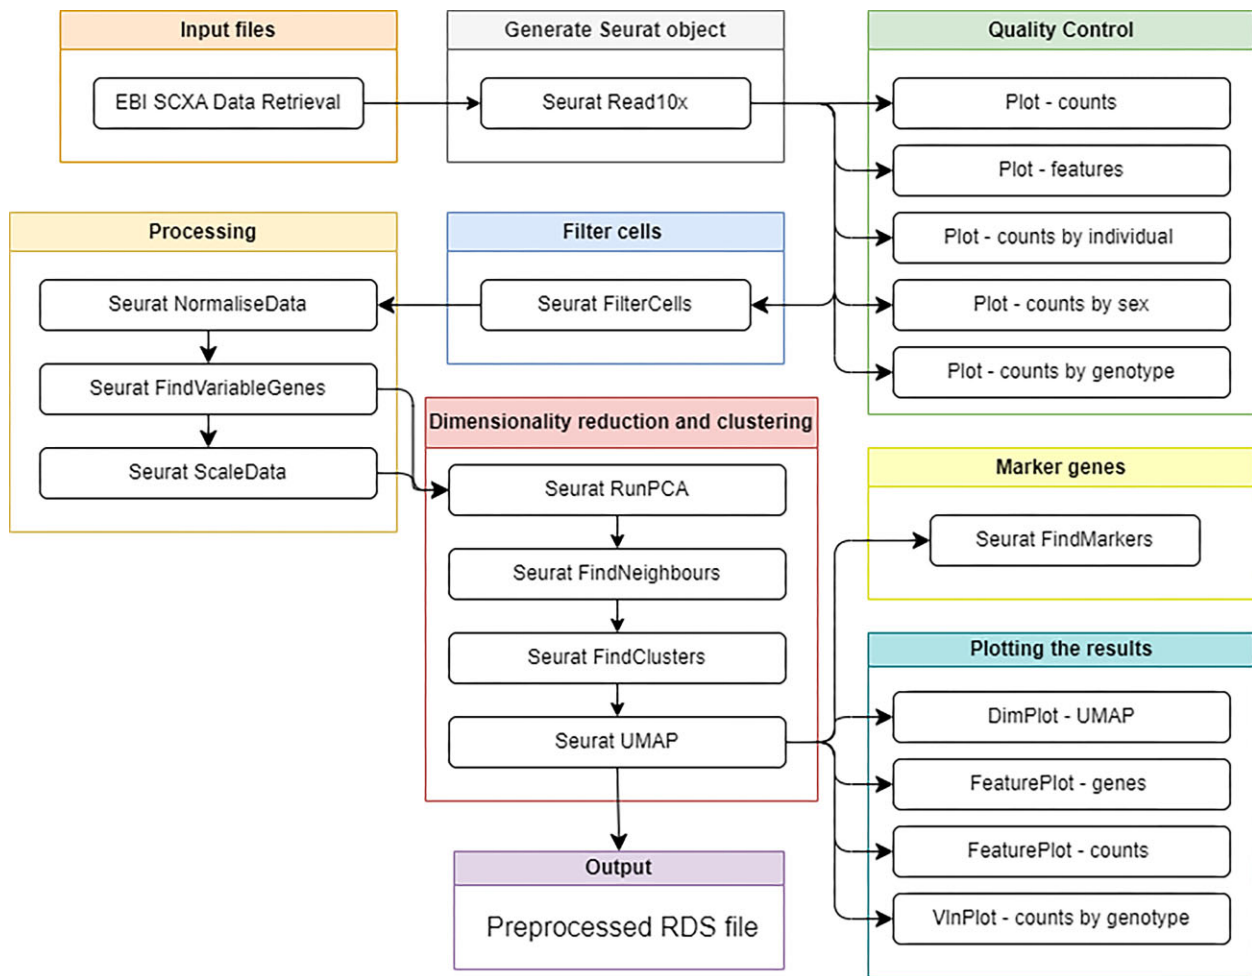 Input files
EBI SCXA Data Retrieval
Generate Seurat object
Seurat Read10x
Quality Control
Plot - counts
Plot - features
Plot - counts by individual
Plot - counts by sex
Plot - counts by genotype
Filter cells
Seurat FilterCells
Processing
Seurat NormaliseData
Seurat FindVariableGenes
Seurat ScaleData
Dimensionality reduction and clustering
Seurat RunPCA
Seurat FindNeighbours
Seurat FindClusters
Seurat UMAP
Marker genes
Seurat FindMarkers
Plotting the results
DimPlot - UMAP
FeaturePlot - genes
FeaturePlot - counts
VlnPlot - counts by genotype
Output
Preprocessed RDS file